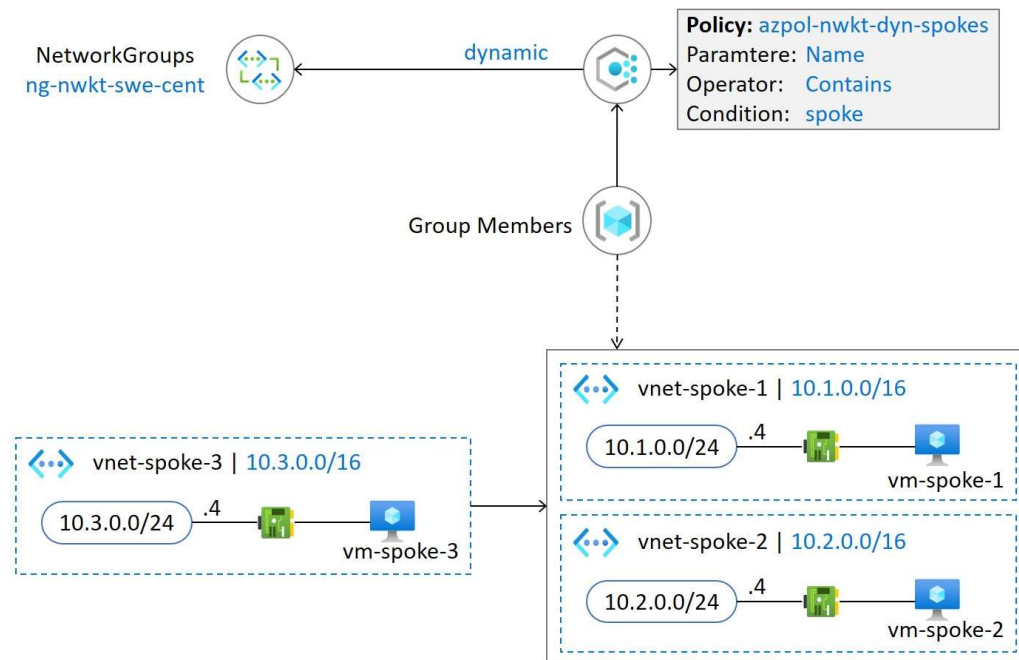 NetworkGroups
ng-nwkt-swe-cent
dynamic
Policy: azpol-nwkt-dyn-spokes
Paramtere: Name
Operator: Contains
Condition: spoke
Group Members
vnet-spoke-1 | 10.1.0.0/16
10.1.0.0/24
.4
vm-spoke-1
vnet-spoke-3 | 10.3.0.0/16
10.3.0.0/24
.4
vm-spoke-3
vnet-spoke-2 | 10.2.0.0/16
10.2.0.0/24
.4
vm-spoke-2